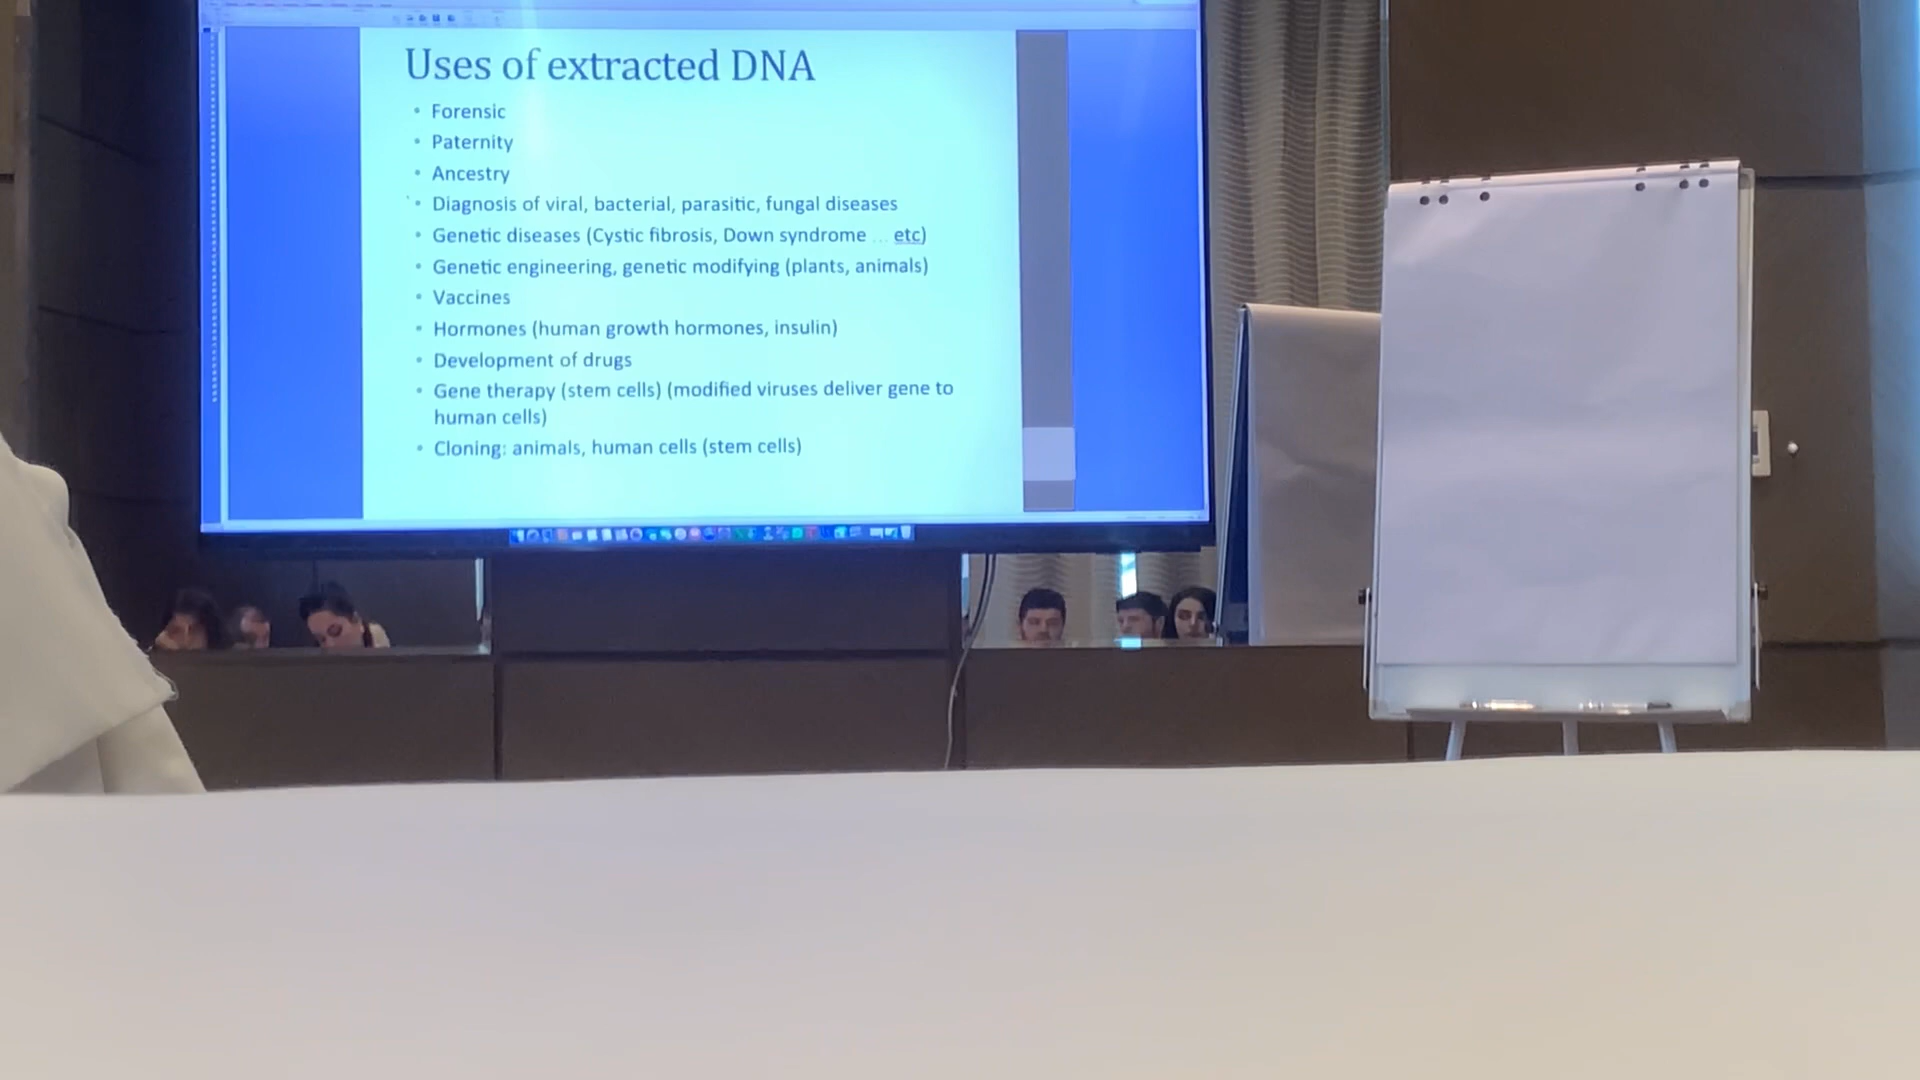 Uses of extracted DNA
• Forensic
• Paternity
• Ancestry
• Diagnosis of viral, bacterial, parasitic, fungal diseases
• Genetic diseases (Cystic fibrosis, Down syndrome ... etc)
• Genetic engineering, genetic modifying (plants, animals)
• Vaccines
• Hormones (human growth hormones, insulin)
• Development of drugs
• Gene therapy (stem cells) (modified viruses deliver gene to
human cells)
• Cloning: animals, human cells (stem cells)